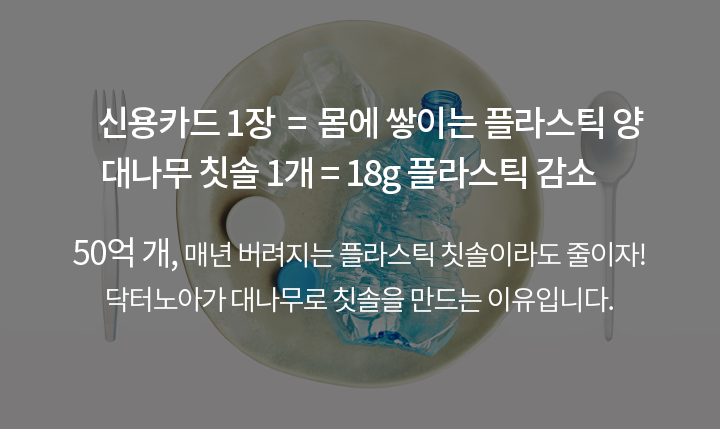 신용카드 1장 = 몸에 쌓이는 플라스틱 양
대나무 칫솔 1개 = 18g 플라스틱 감소
50억 개, 매년 버려지는 플라스틱 칫솔이라도 줄이자!
닥터노아가 대나무로 칫솔을 만드는 이유입니다.